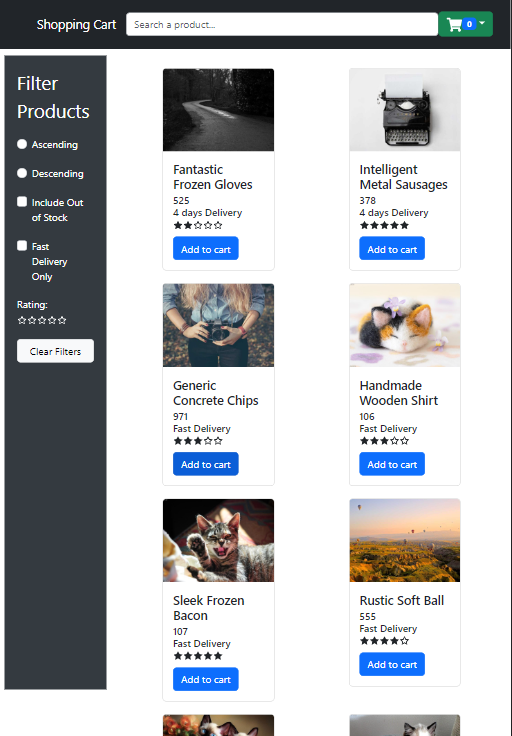 Shopping Cart
Search a product...
0
Filter
Products
Ascending
Descending
Include Out
of Stock
Fast
Delivery
Only
Rating:
Clear Filters
Fantastic
Frozen Gloves
525
4 days Delivery
Add to cart
Intelligent
Metal Sausages
378
4 days Delivery
Add to cart
Generic
Concrete Chips
971
Fast Delivery
Add to cart
Handmade
Wooden Shirt
106
Fast Delivery
Add to cart
Sleek Frozen
Bacon
107
Fast Delivery
Add to cart
Rustic Soft Ball
555
Fast Delivery
Add to cart